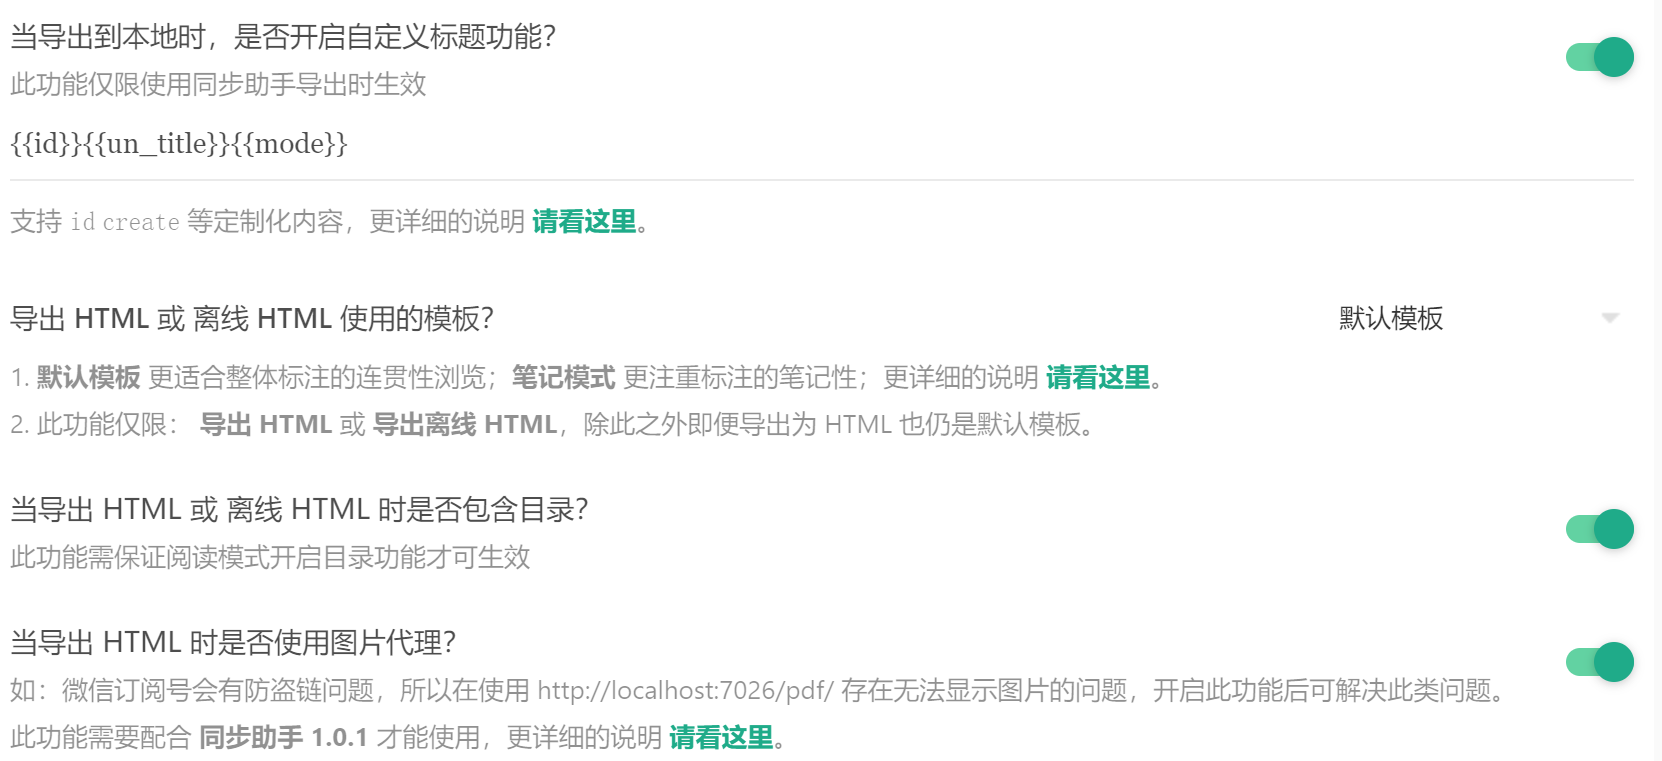 当导出到本地时，是否开启自定义标题功能？
此功能仅限使用同步助手导出时生效
{{id}}{{un_title}}{{mode}}
支持 id create 等定制化内容，更详细的说明 请看这里。
导出 HTML 或 离线 HTML 使用的模板？ 默认模板
1. 默认模板 更适合整体标注的连贯性浏览；笔记模式 更注重标注的笔记性；更详细的说明 请看这里。
2. 此功能仅限： 导出 HTML 或 导出离线 HTML，除此之外即便导出为 HTML 也仍是默认模板。
当导出 HTML 或 离线 HTML 时是否包含目录？
此功能需保证阅读模式开启目录功能才可生效
当导出 HTML 时是否使用图片代理？
如：微信订阅号会有防盗链问题，所以在使用 http://localhost:7026/pdf/ 存在无法显示图片的问题，开启此功能后可解决此类问题。
此功能需要配合 同步助手 1.0.1 才能使用，更详细的说明 请看这里。